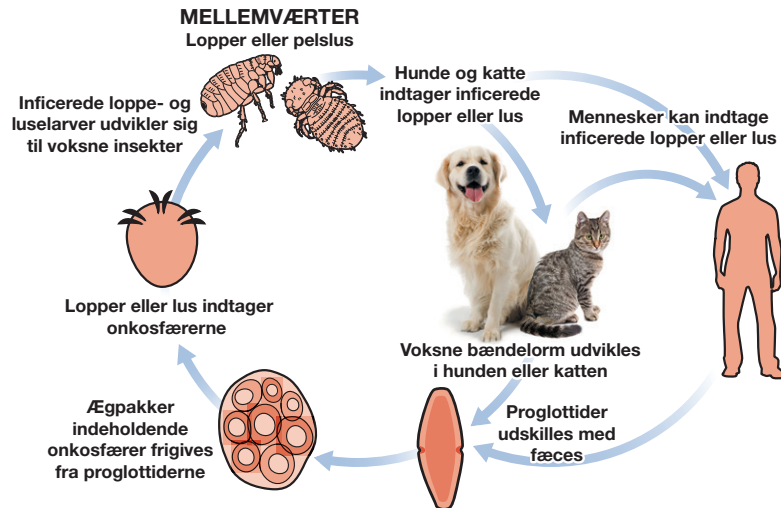 MELLEMVÆRTER
Lopper eller pelslus
Hunde og katte
indtager inficerede
lopper eller lus
Mennesker kan indtage
inficerede lopper eller lus
Inficerede loppe- og
luselarver udvikler sig
til voksne insekter
Lopper eller lus indtager
onkosfærerne
Voksne bændelorm udvikles
i hunden eller katten
Ægpakker
indeholdende
onkosfærer frigives
fra proglottiderne
Proglottider
udskilles med
fæces